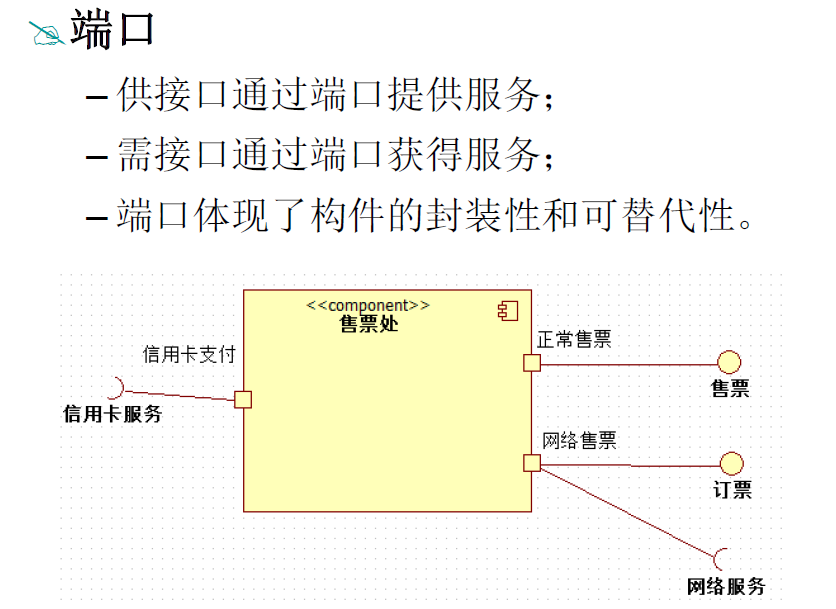 端口
– 供接口通过端口提供服务；
– 需接口通过端口获得服务；
– 端口体现了构件的封装性和可替代性。
<<component>>
售票处
正常售票
信用卡支付
售票
信用卡服务
网络售票
订票
网络服务